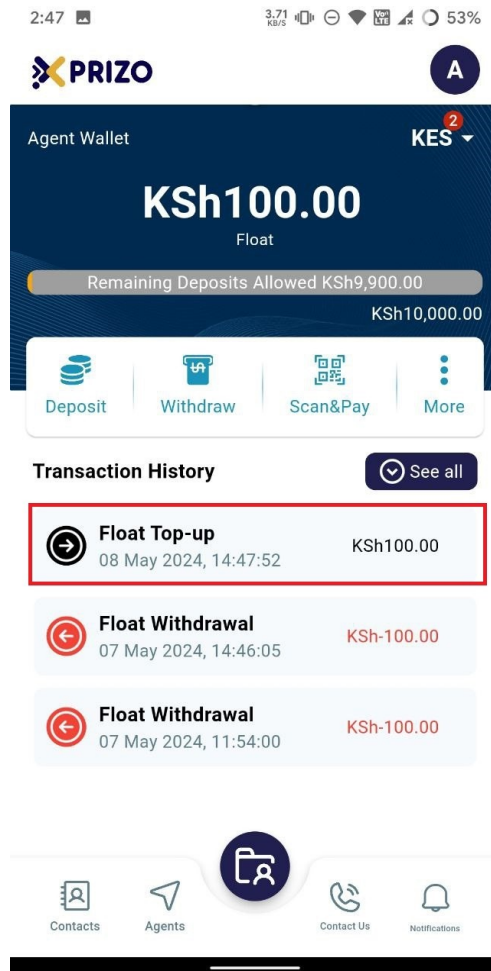 2:47
3.71 KB/S
Vo) LTE
53%
XPRIZO
A
Agent Wallet
2
KES
KSh100.00
Float
Remaining Deposits Allowed KSh9,900.00
KSh10,000.00
Deposit Withdraw Scan&Pay More
Transaction History
See all
Float Top-up
08 May 2024, 14:47:52
KSh100.00
Float Withdrawal
07 May 2024, 14:46:05
KSh-100.00
Float Withdrawal
07 May 2024, 11:54:00
KSh-100.00
Contacts Agents Contact Us Notifications